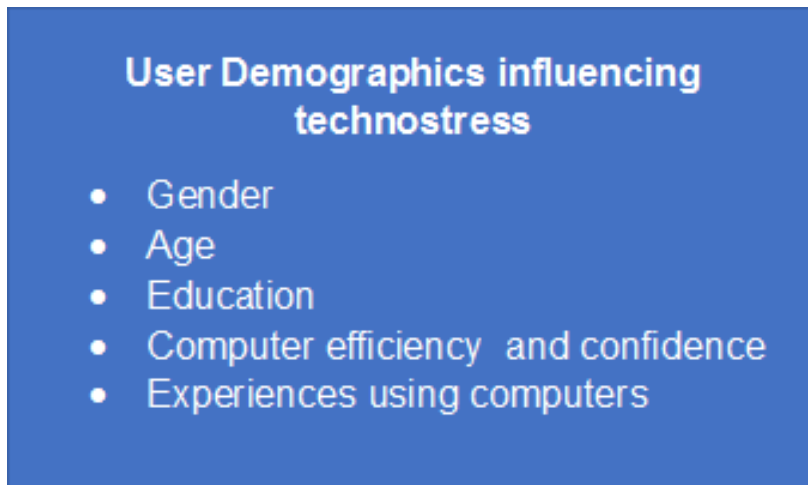 User Demographics influencing
technostress
• Gender
• Age
• Education
• Computer efficiency  and confidence
• Experiences using computers